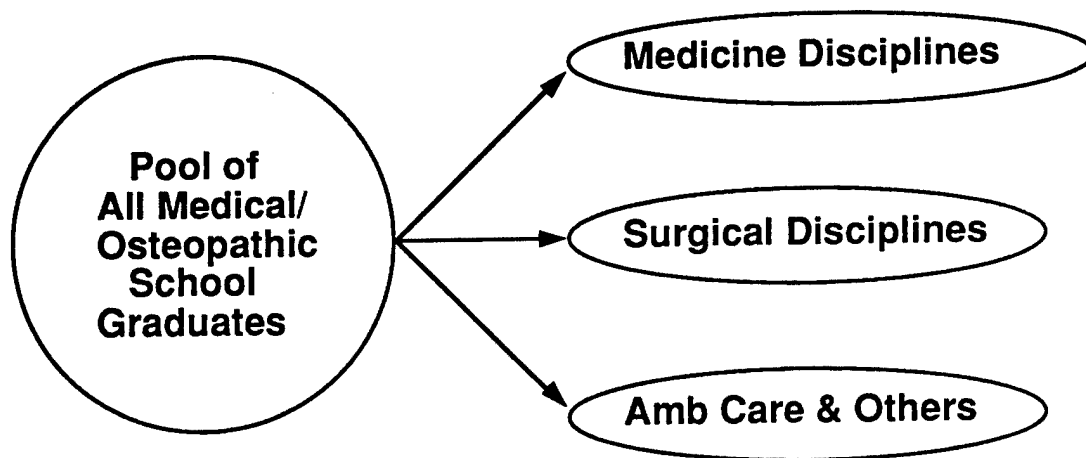 Pool of
All Medical/
Osteopathic
School
Graduates
Medicine Disciplines
Surgical Disciplines
Amb Care & Others